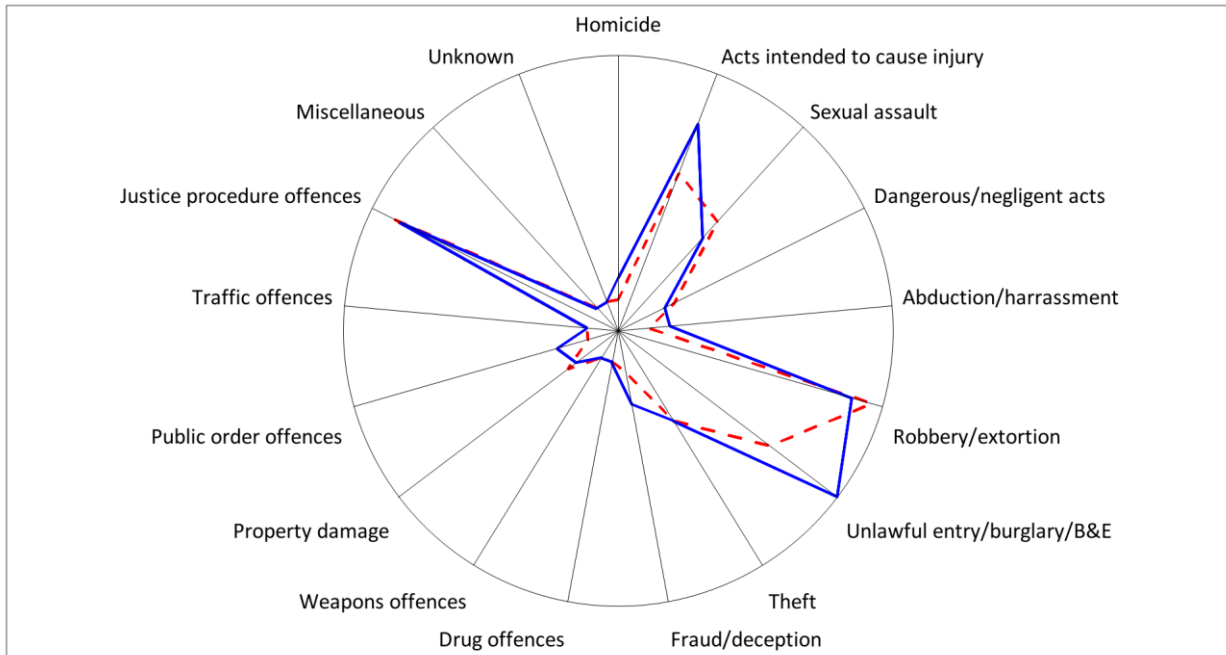 Homicide
Acts intended to cause injury
Sexual assault
Dangerous/negligent acts
Abduction/harrassment
Robbery/extortion
Unlawful entry/burglary/B&E
Theft
Fraud/deception
Drug offences
Weapons offences
Property damage
Public order offences
Traffic offences
Justice procedure offences
Miscellaneous
Unknown